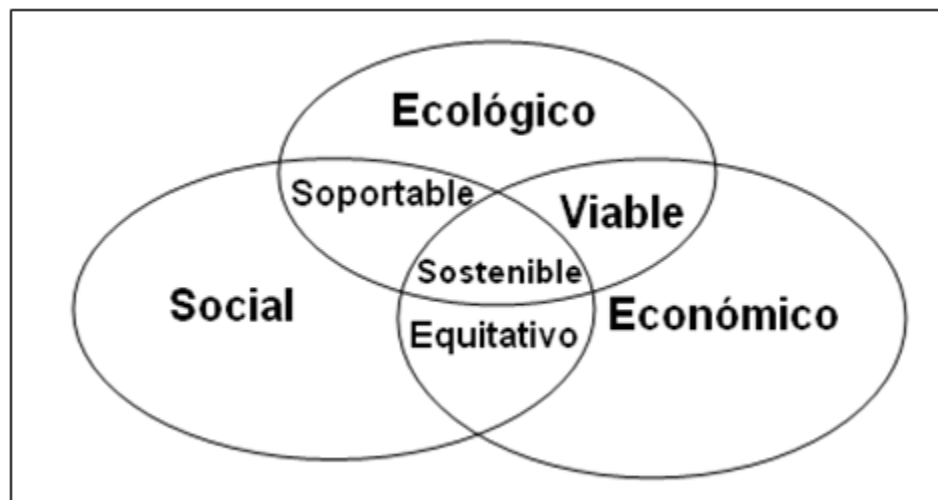 Ecológico
Soportable
Viable
Sostenible
Social
Económico
Equitativo